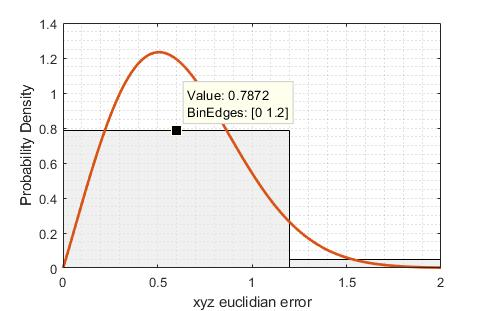 1.4
1.2
1
0.8
0.6
0.4
0.2
0
Probability Density
Value: 0.7872
BinEdges: [0 1.2]
0 0.5 1 1.5 2
xyz euclidian error